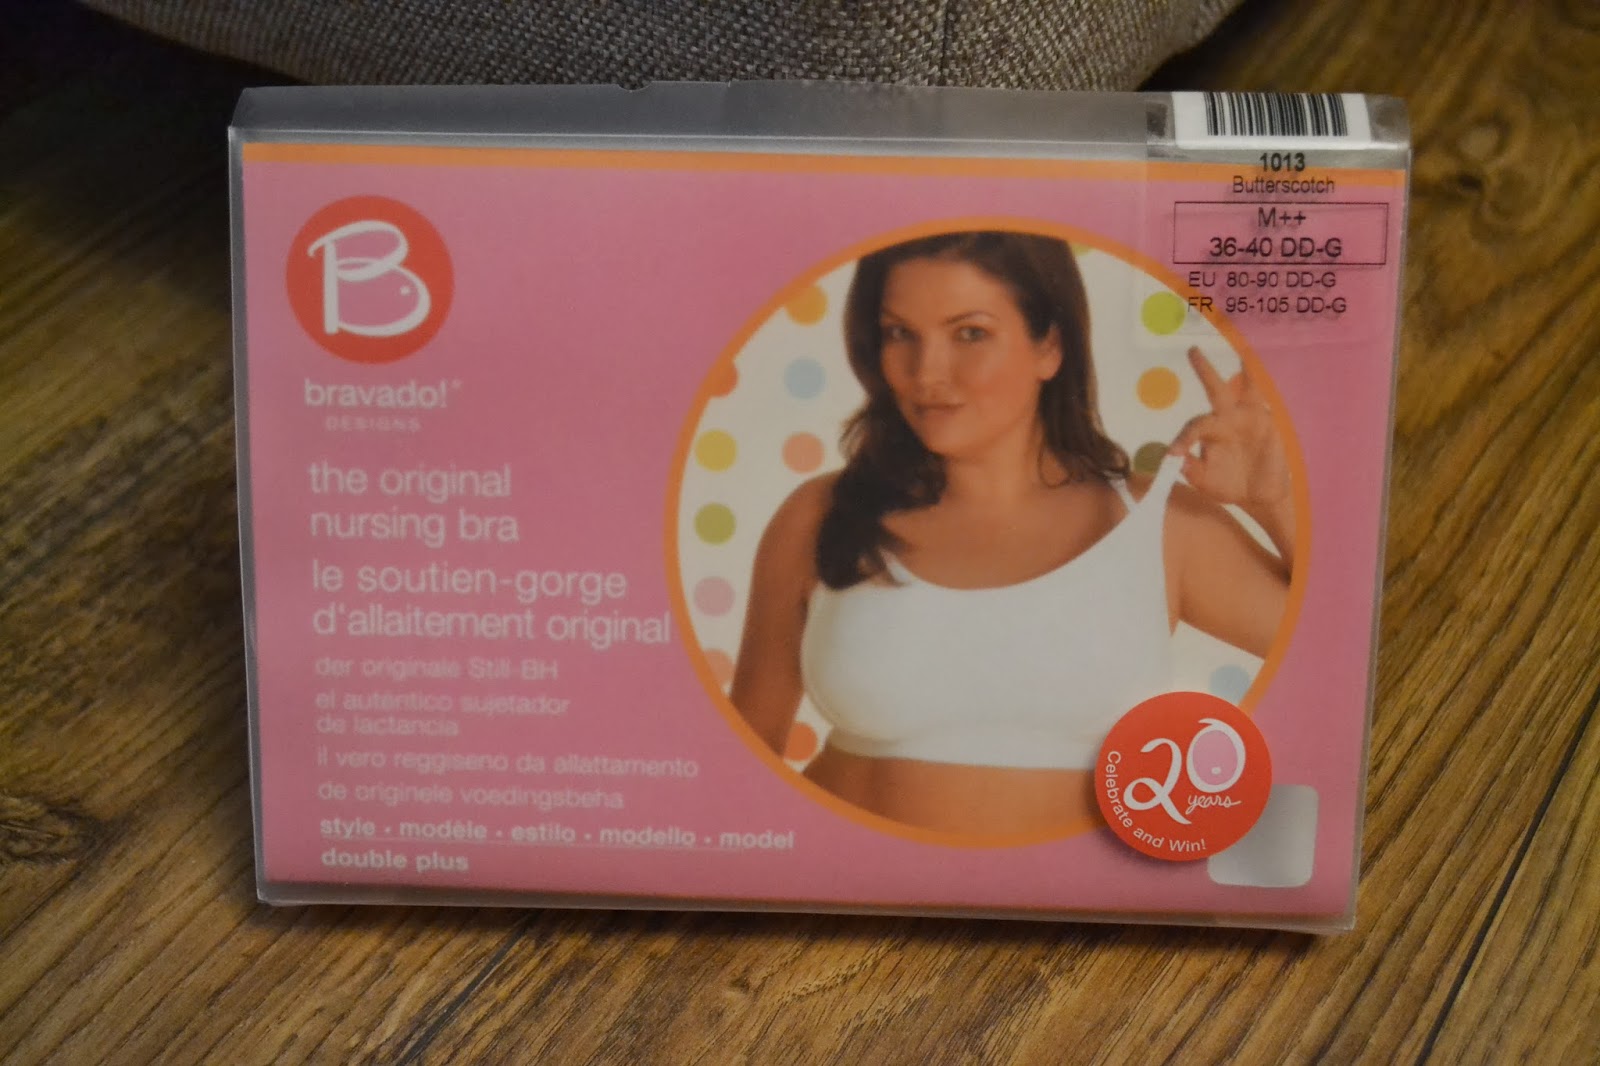 1013
Butterscotch
M++
36-40 DD-G
EU 80-90 DD-G
FR 95-105 DD-G
B
bravado!®
DESIGNS
the original
nursing bra
le soutien-gorge
d'allaitement original
der originale Still-BH
el auténtico sujetador
de lactancia
il vero reggiseno da allattamento
de originele voedingsbeha
style • modèle • estilo • modello • model
double plus
20
years
Celebrate and Win!